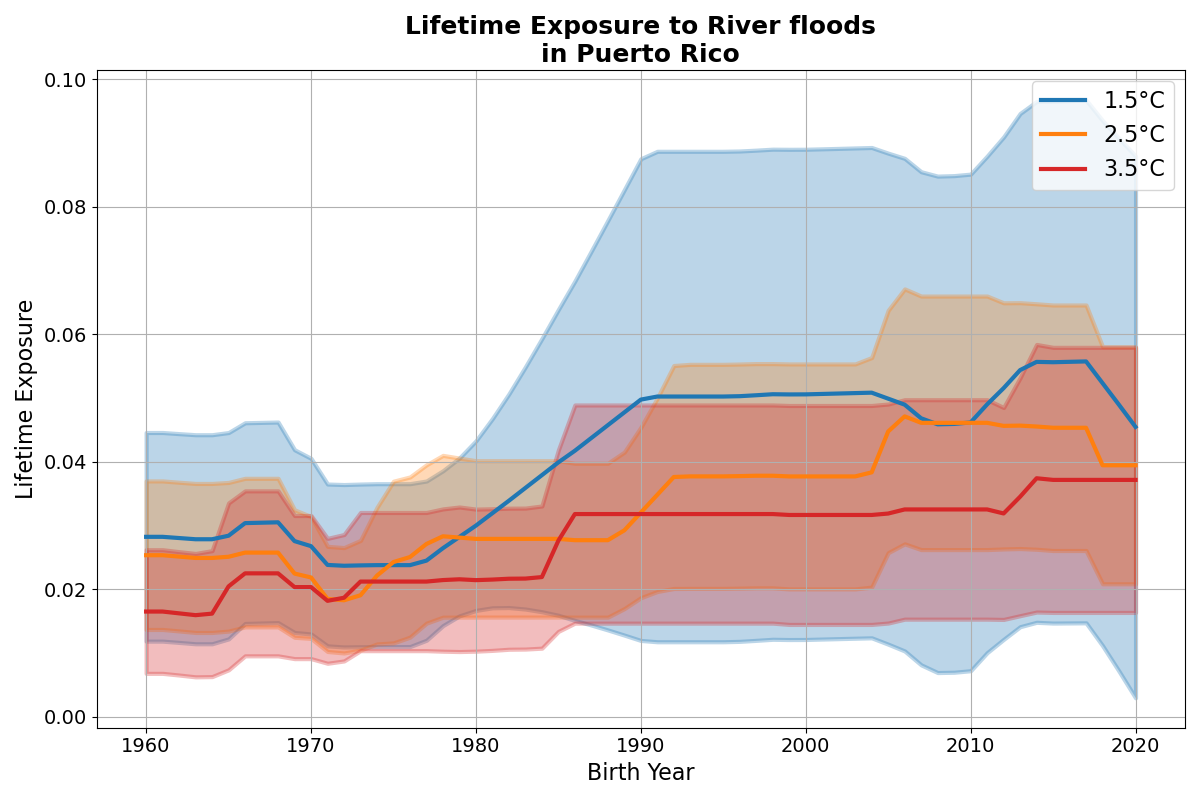 Lifetime Exposure to River floods
in Puerto Rico
Lifetime Exposure
0.10
0.08
0.06
0.04
0.02
0.00
1.5°C
2.5°C
3.5°C
1960 1970 1980 1990 2000 2010 2020
Birth Year